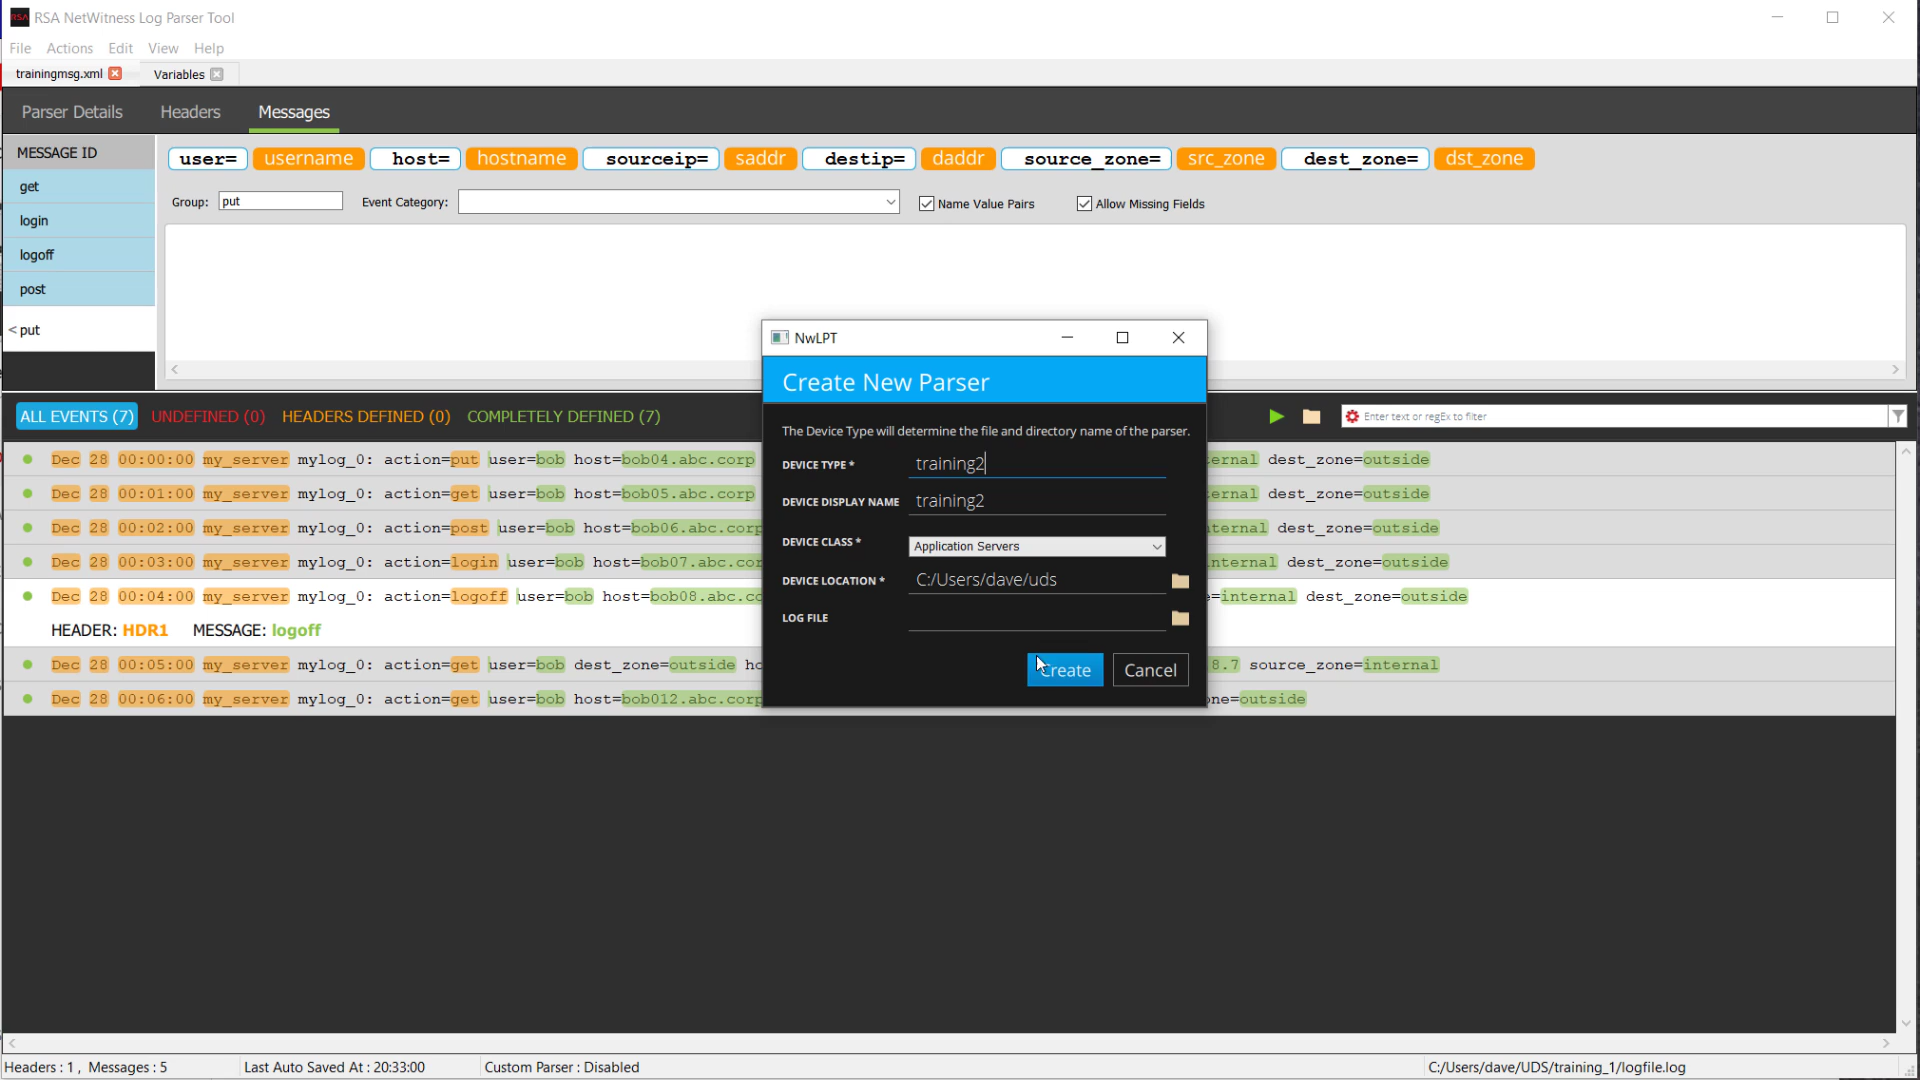 RSA NetWitness Log Parser Tool
File Actions Edit View Help
trainingmsg.xml Variables
Parser Details Headers Messages
MESSAGE ID
get
login
logoff
post
< put
user= username host= hostname sourceip= saddr destip= daddr source_zone= src_zone dest_zone= dst_zone
Group: put Event Category: Name Value Pairs Allow Missing Fields
ALL EVENTS (7) UNDEFINED (0) HEADERS DEFINED (0) COMPLETELY DEFINED (7) Enter text or regEx to filter
Dec 28 00:00:00 my_server mylog_0: action=put user=bob host=bob04.abc.corp ernal dest_zone=outside
Dec 28 00:01:00 my_server mylog_0: action=get user=bob host=bob05.abc.corp ernal dest_zone=outside
Dec 28 00:02:00 my_server mylog_0: action=post user=bob host=bob06.abc.corp ternal dest_zone=outside
Dec 28 00:03:00 my_server mylog_0: action=login user=bob host=bob07.abc.cor nternal dest_zone=outside
Dec 28 00:04:00 my_server mylog_0: action=logoff user=bob host=bob08.abc.co =internal dest_zone=outside
HEADER: HDR1 MESSAGE: logoff
Dec 28 00:05:00 my_server mylog_0: action=get user=bob dest_zone=outside ho 8.7 source_zone=internal
Dec 28 00:06:00 my_server mylog_0: action=get user=bob host=bob012.abc.corp ne=outside
NwLPT
Create New Parser
The Device Type will determine the file and directory name of the parser.
DEVICE TYPE * training2
DEVICE DISPLAY NAME training2
DEVICE CLASS * Application Servers
DEVICE LOCATION * C:/Users/dave/uds
LOG FILE
Create Cancel
Headers : 1 , Messages : 5 Last Auto Saved At : 20:33:00 Custom Parser : Disabled C:/Users/dave/UDS/training_1/logfile.log